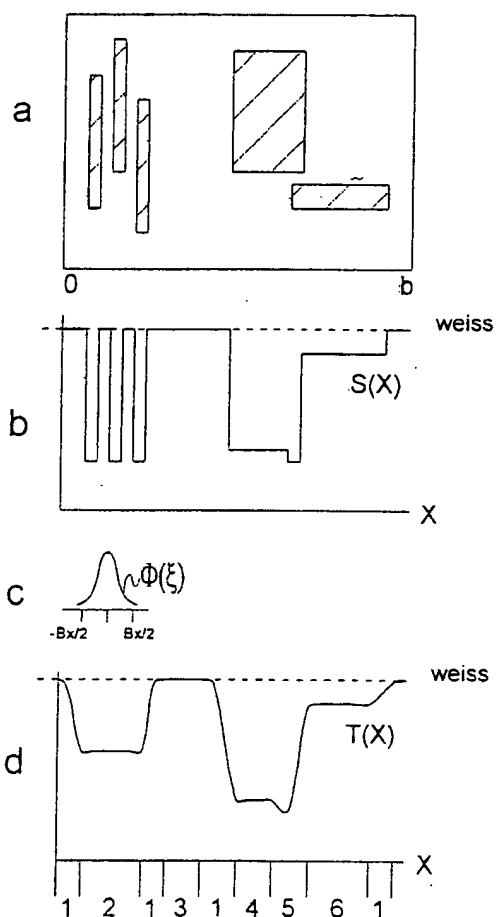 a
0 b
weiss
S(X)
b
X
c
Φ(ξ)
-Bx/2 Bx/2
weiss
T(X)
d
X
1 2 1 3 1 4 5 6 1